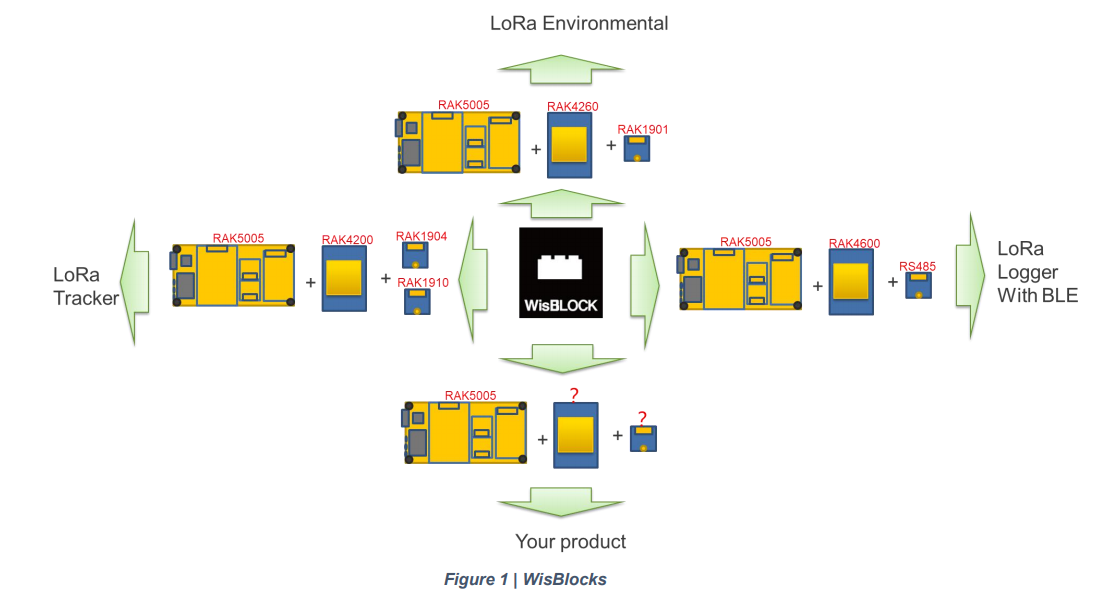 LoRa Environmental
RAK5005
+
RAK4260
+
RAK1901
LoRa
Tracker
RAK5005
+
RAK4200
+
RAK1904
RAK1910
WisBLOCK
RAK5005
+
RAK4600
+
RS485
LoRa
Logger
With BLE
RAK5005
+
?
+
?
Your product
Figure 1 | WisBlocks